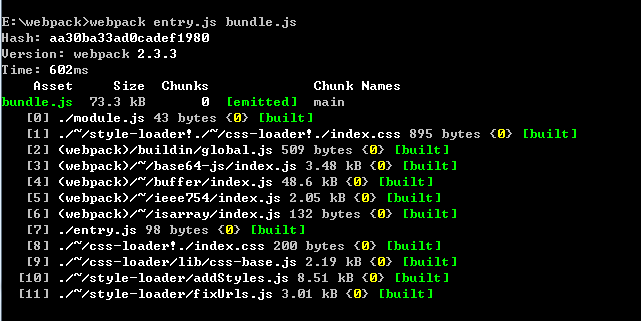 E:\webpack>webpack entry.js bundle.js
Hash: aa30ba33ad0cadef1980
Version: webpack 2.3.3
Time: 602ms
Asset Size Chunks Chunk Names
bundle.js 73.3 kB 0 [emitted] main
[0] ./module.js 43 bytes {0} [built]
[1] ./~/style-loader!./~/css-loader!./index.css 895 bytes {0} [built]
[2] (webpack)/buildin/global.js 509 bytes {0} [built]
[3] (webpack)/~/base64-js/index.js 3.48 kB {0} [built]
[4] (webpack)/~/buffer/index.js 48.6 kB {0} [built]
[5] (webpack)/~/ieee754/index.js 2.05 kB {0} [built]
[6] (webpack)/~/isarray/index.js 132 bytes {0} [built]
[7] ./entry.js 98 bytes {0} [built]
[8] ./~/css-loader!./index.css 200 bytes {0} [built]
[9] ./~/css-loader/lib/css-base.js 2.19 kB {0} [built]
[10] ./~/style-loader/addStyles.js 8.51 kB {0} [built]
[11] ./~/style-loader/fixUrls.js 3.01 kB {0} [built]